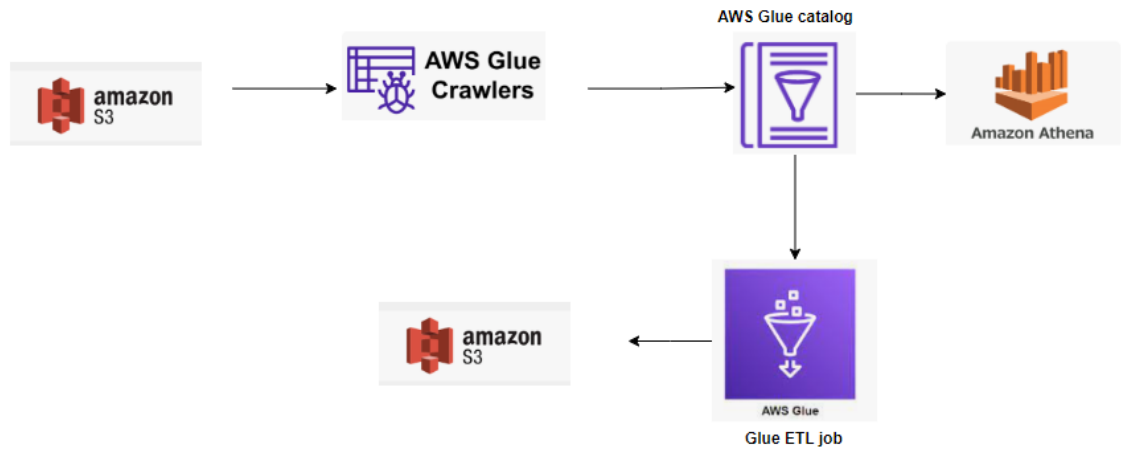 AWS Glue catalog
amazon
S3
AWS Glue
Crawlers
Amazon Athena
amazon
S3
AWS Glue
Glue ETL job